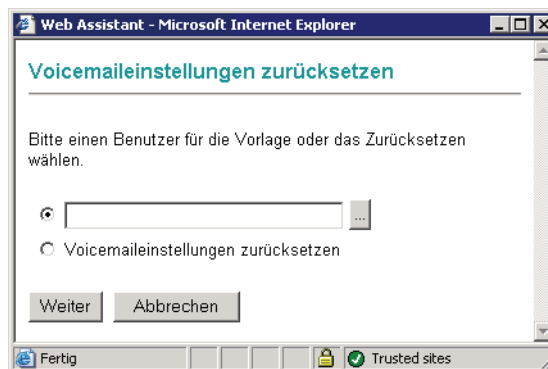 Web Assistant - Microsoft Internet Explorer
Voicemaileinstellungen zurücksetzen
Bitte einen Benutzer für die Vorlage oder das Zurücksetzen
wählen.
...
Voicemaileinstellungen zurücksetzen
Weiter Abbrechen
Fertig Trusted sites